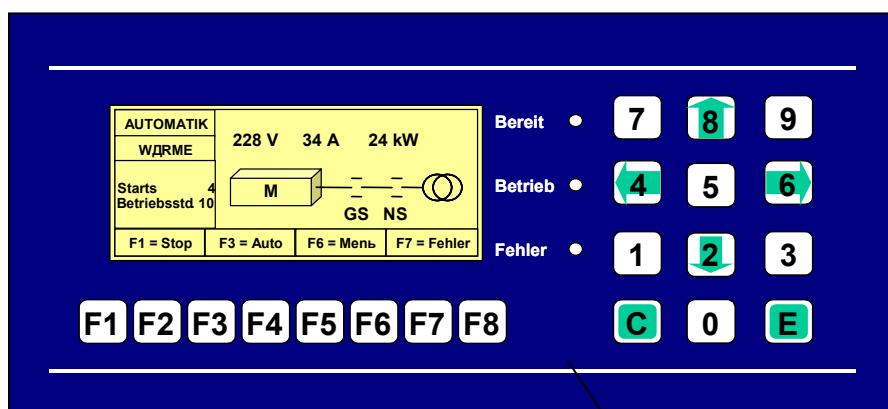 AUTOMATIK
WДRME
228 V 34 A 24 kW
Starts 4
Betriebsstd. 10
M
GS NS
F1 = Stop F3 = Auto F6 = Menь F7 = Fehler
Bereit
Betrieb
Fehler
7 8 9
4 5 6
1 2 3
C 0 E
F1 F2 F3 F4 F5 F6 F7 F8